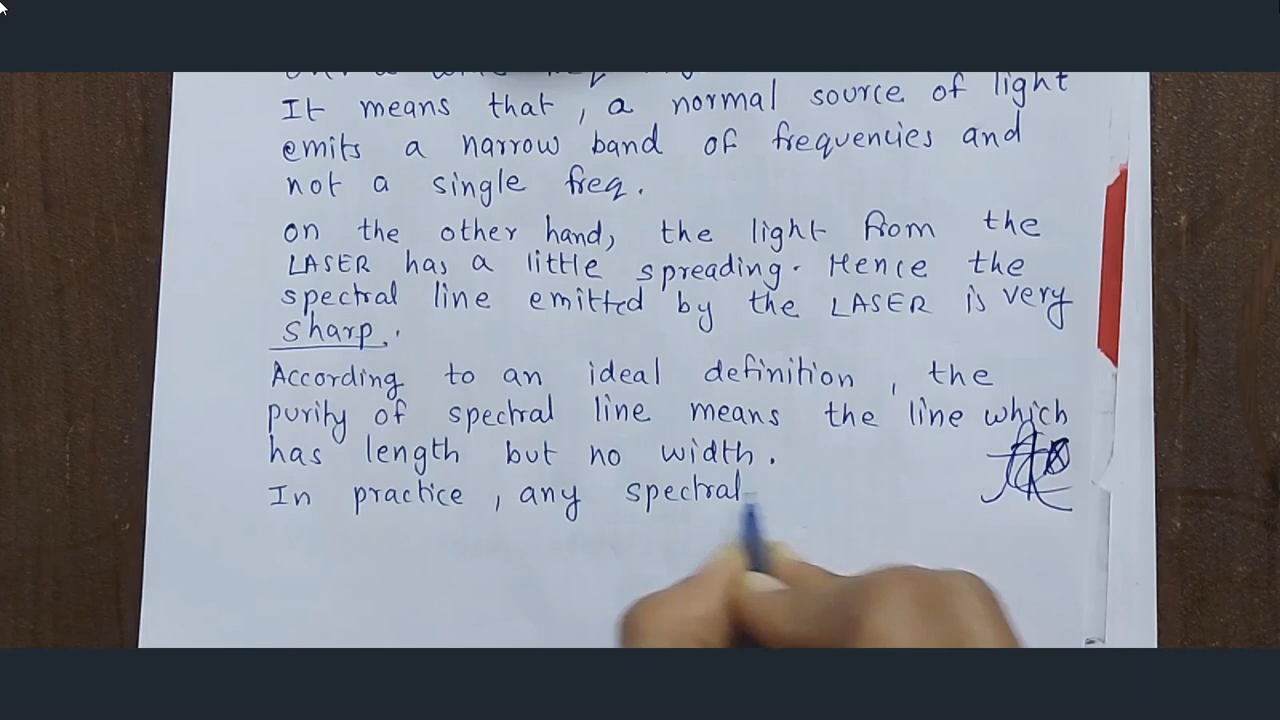 It means that , a normal source of light
emits a narrow band of frequencies and
not a single freq.
on the other hand, the light from the
LASER has a little spreading. Hence the
spectral line emitted by the LASER is very
sharp.
According to an ideal definition , the
purity of spectral line means the line which
has length but no width.
In practice , any spectral